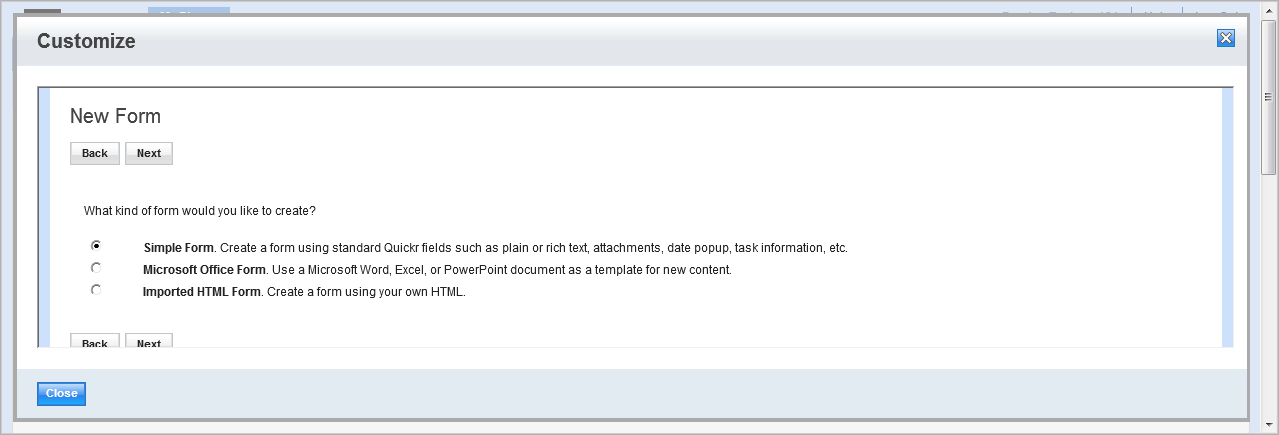 Customize
New Form
Back Next
What kind of form would you like to create?
Simple Form. Create a form using standard Quickr fields such as plain or rich text, attachments, date popup, task information, etc.
Microsoft Office Form. Use a Microsoft Word, Excel, or PowerPoint document as a template for new content.
Imported HTML Form. Create a form using your own HTML.
Back Next
Close